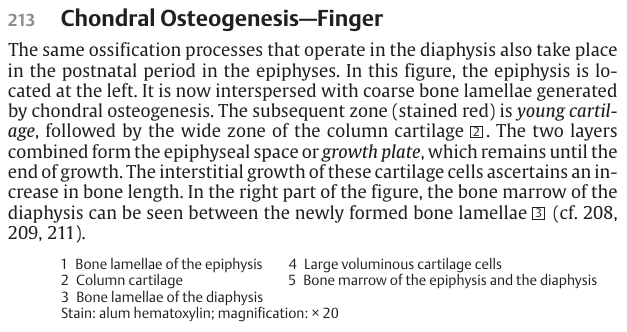 213 Chondral Osteogenesis—Finger
The same ossification processes that operate in the diaphysis also take place
in the postnatal period in the epiphyses. In this figure, the epiphysis is lo-
cated at the left. It is now interspersed with coarse bone lamellae generated
by chondral osteogenesis. The subsequent zone (stained red) is young cartil-
age, followed by the wide zone of the column cartilage 2. The two layers
combined form the epiphyseal space or growth plate, which remains until the
end of growth. The interstitial growth of these cartilage cells ascertains an in-
crease in bone length. In the right part of the figure, the bone marrow of the
diaphysis can be seen between the newly formed bone lamellae 3 (cf. 208,
209, 211).
1 Bone lamellae of the epiphysis
2 Column cartilage
3 Bone lamellae of the diaphysis
4 Large voluminous cartilage cells
5 Bone marrow of the epiphysis and the diaphysis
Stain: alum hematoxylin; magnification: × 20